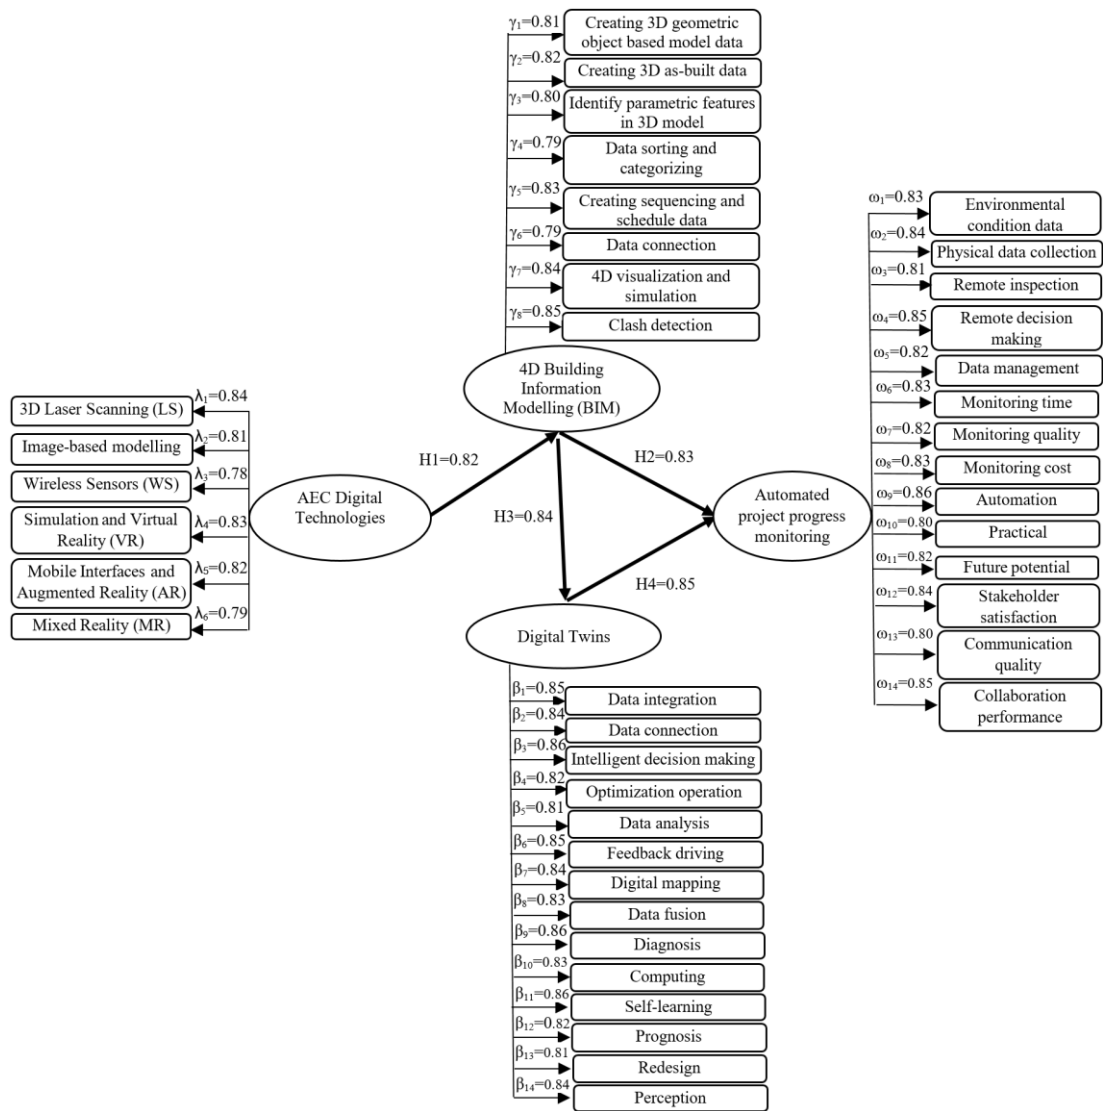 γ₁=0.81
Creating 3D geometric
object based model data
γ₂=0.82
Creating 3D as-built data
γ₃=0.80
Identify parametric features
in 3D model
γ₄=0.79
Data sorting and
categorizing
γ₅=0.83
Creating sequencing and
schedule data
γ₆=0.79
Data connection
γ₇=0.84
4D visualization and
simulation
γ₈=0.85
Clash detection
4D Building
Information
Modelling (BIM)
λ₁=0.84
3D Laser Scanning (LS)
λ₂=0.81
Image-based modelling
λ₃=0.78
Wireless Sensors (WS)
λ₄=0.83
Simulation and Virtual
Reality (VR)
λ₅=0.82
Mobile Interfaces and
Augmented Reality (AR)
λ₆=0.79
Mixed Reality (MR)
AEC Digital
Technologies
H1=0.82
H2=0.83
H3=0.84
H4=0.85
Automated
project progress
monitoring
ω₁=0.83
Environmental
condition data
ω₂=0.84
Physical data collection
ω₃=0.81
Remote inspection
ω₄=0.85
Remote decision
making
ω₅=0.82
Data management
ω₆=0.83
Monitoring time
ω₇=0.82
Monitoring quality
ω₈=0.83
Monitoring cost
ω₉=0.86
Automation
ω₁₀=0.80
Practical
ω₁₁=0.82
Future potential
ω₁₂=0.84
Stakeholder
satisfaction
ω₁₃=0.80
Communication
quality
ω₁₄=0.85
Collaboration
performance
Digital Twins
β₁=0.85
Data integration
β₂=0.84
Data connection
β₃=0.86
Intelligent decision making
β₄=0.82
Optimization operation
β₅=0.81
Data analysis
β₆=0.85
Feedback driving
β₇=0.84
Digital mapping
β₈=0.83
Data fusion
β₉=0.86
Diagnosis
β₁₀=0.83
Computing
β₁₁=0.86
Self-learning
β₁₂=0.82
Prognosis
β₁₃=0.81
Redesign
β₁₄=0.84
Perception